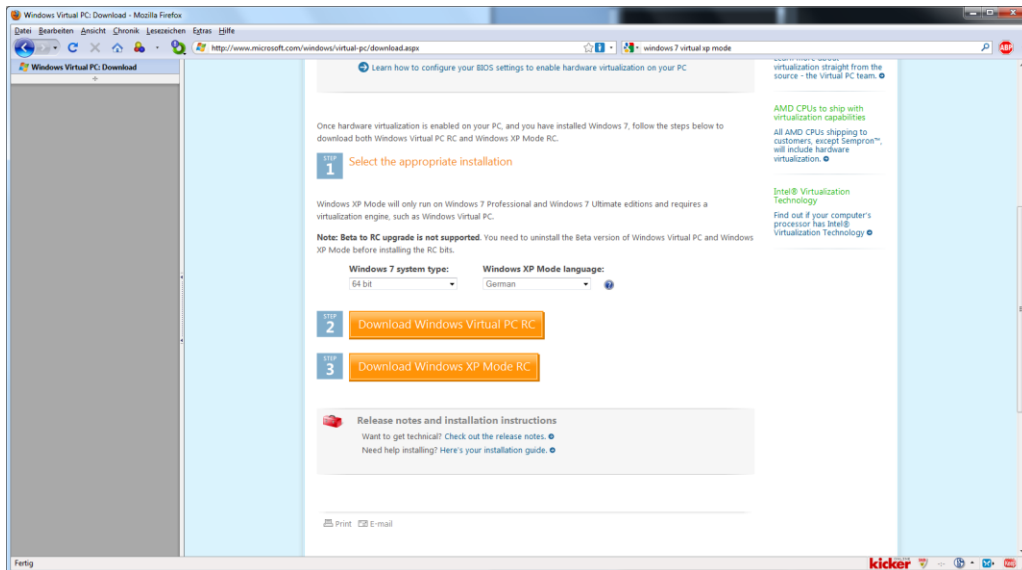 Windows Virtual PC: Download - Mozilla Firefox
Datei Bearbeiten Ansicht Chronik Lesezeichen Extras Hilfe
http://www.microsoft.com/windows/virtual-pc/download.aspx
windows 7 virtual xp mode
ABP
Windows Virtual PC: Download
Learn how to configure your BIOS settings to enable hardware virtualization on your PC
Once hardware virtualization is enabled on your PC, and you have installed Windows 7, follow the steps below to
download both Windows Virtual PC RC and Windows XP Mode RC.
STEP
1
Select the appropriate installation
Windows XP Mode will only run on Windows 7 Professional and Windows 7 Ultimate editions and requires a
virtualization engine, such as Windows Virtual PC.
Note: Beta to RC upgrade is not supported. You need to uninstall the Beta version of Windows Virtual PC and Windows
XP Mode before installing the RC bits.
Windows 7 system type: Windows XP Mode language:
64 bit German
STEP
2
Download Windows Virtual PC RC
STEP
3
Download Windows XP Mode RC
Release notes and installation instructions
Want to get technical? Check out the release notes.
Need help installing? Here's your installation guide.
Print E-mail
virtualization straight from the
source - the Virtual PC team.
AMD CPUs to ship with
virtualization capabilities
All AMD CPUs shipping to
customers, except Sempron™,
will include hardware
virtualization.
Intel® Virtualization
Technology
Find out if your computer's
processor has Intel®
Virtualization Technology
Fertig
kicker